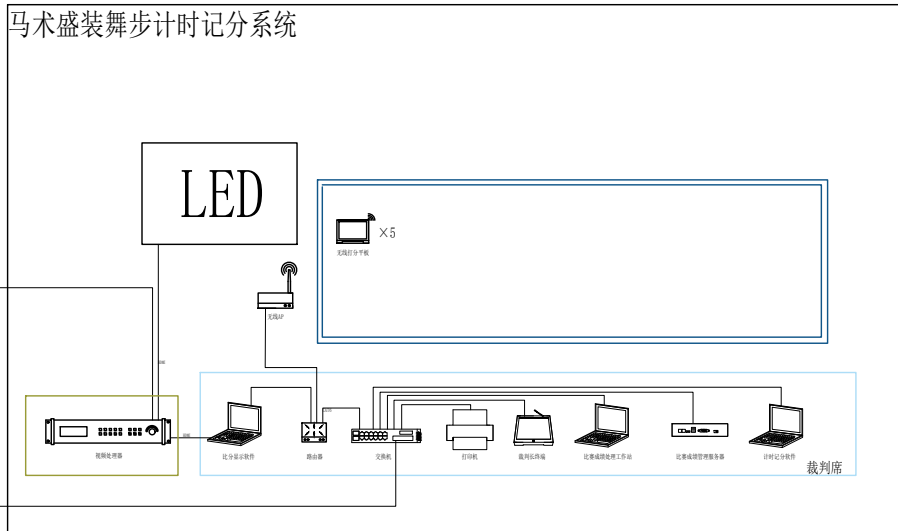 马术盛装舞步计时记分系统
LED
×5
无线打分平板
无线AP
视频处理器
比分显示软件
路由器
交换机
打印机
裁判长终端
比赛成绩处理工作站
比赛成绩管理服务器
计时记分软件
裁判席